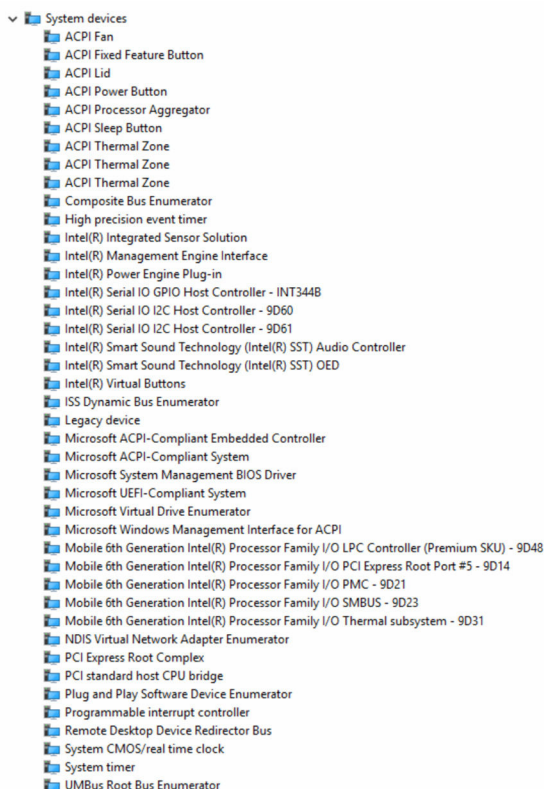 System devices
ACPI Fan
ACPI Fixed Feature Button
ACPI Lid
ACPI Power Button
ACPI Processor Aggregator
ACPI Sleep Button
ACPI Thermal Zone
ACPI Thermal Zone
ACPI Thermal Zone
Composite Bus Enumerator
High precision event timer
Intel(R) Integrated Sensor Solution
Intel(R) Management Engine Interface
Intel(R) Power Engine Plug-in
Intel(R) Serial IO GPIO Host Controller - INT344B
Intel(R) Serial IO I2C Host Controller - 9D60
Intel(R) Serial IO I2C Host Controller - 9D61
Intel(R) Smart Sound Technology (Intel(R) SST) Audio Controller
Intel(R) Smart Sound Technology (Intel(R) SST) OED
Intel(R) Virtual Buttons
ISS Dynamic Bus Enumerator
Legacy device
Microsoft ACPI-Compliant Embedded Controller
Microsoft ACPI-Compliant System
Microsoft System Management BIOS Driver
Microsoft UEFI-Compliant System
Microsoft Virtual Drive Enumerator
Microsoft Windows Management Interface for ACPI
Mobile 6th Generation Intel(R) Processor Family I/O LPC Controller (Premium SKU) - 9D48
Mobile 6th Generation Intel(R) Processor Family I/O PCI Express Root Port #5 - 9D14
Mobile 6th Generation Intel(R) Processor Family I/O PMC - 9D21
Mobile 6th Generation Intel(R) Processor Family I/O SMBUS - 9D23
Mobile 6th Generation Intel(R) Processor Family I/O Thermal subsystem - 9D31
NDIS Virtual Network Adapter Enumerator
PCI Express Root Complex
PCI standard host CPU bridge
Plug and Play Software Device Enumerator
Programmable interrupt controller
Remote Desktop Device Redirector Bus
System CMOS/real time clock
System timer
UMBus Root Bus Enumerator